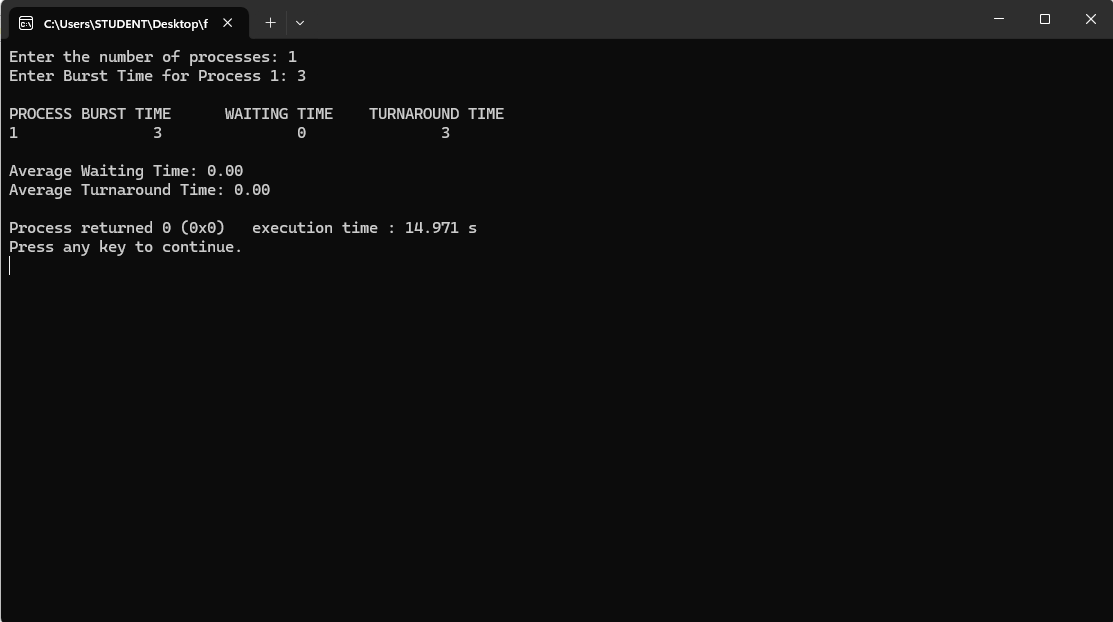 C:\Users\STUDENT\Desktop\f
Enter the number of processes: 1
Enter Burst Time for Process 1: 3
PROCESS BURST TIME      WAITING TIME    TURNAROUND TIME
1               3               0               3
Average Waiting Time: 0.00
Average Turnaround Time: 0.00
Process returned 0 (0x0)   execution time : 14.971 s
Press any key to continue.